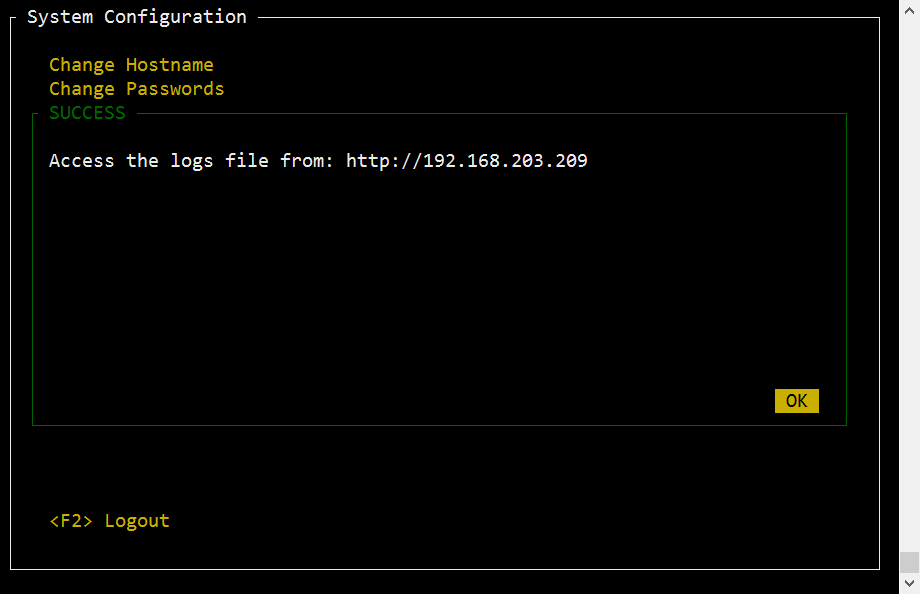 System Configuration
Change Hostname
Change Passwords
SUCCESS
Access the logs file from: http://192.168.203.209
OK
<F2> Logout